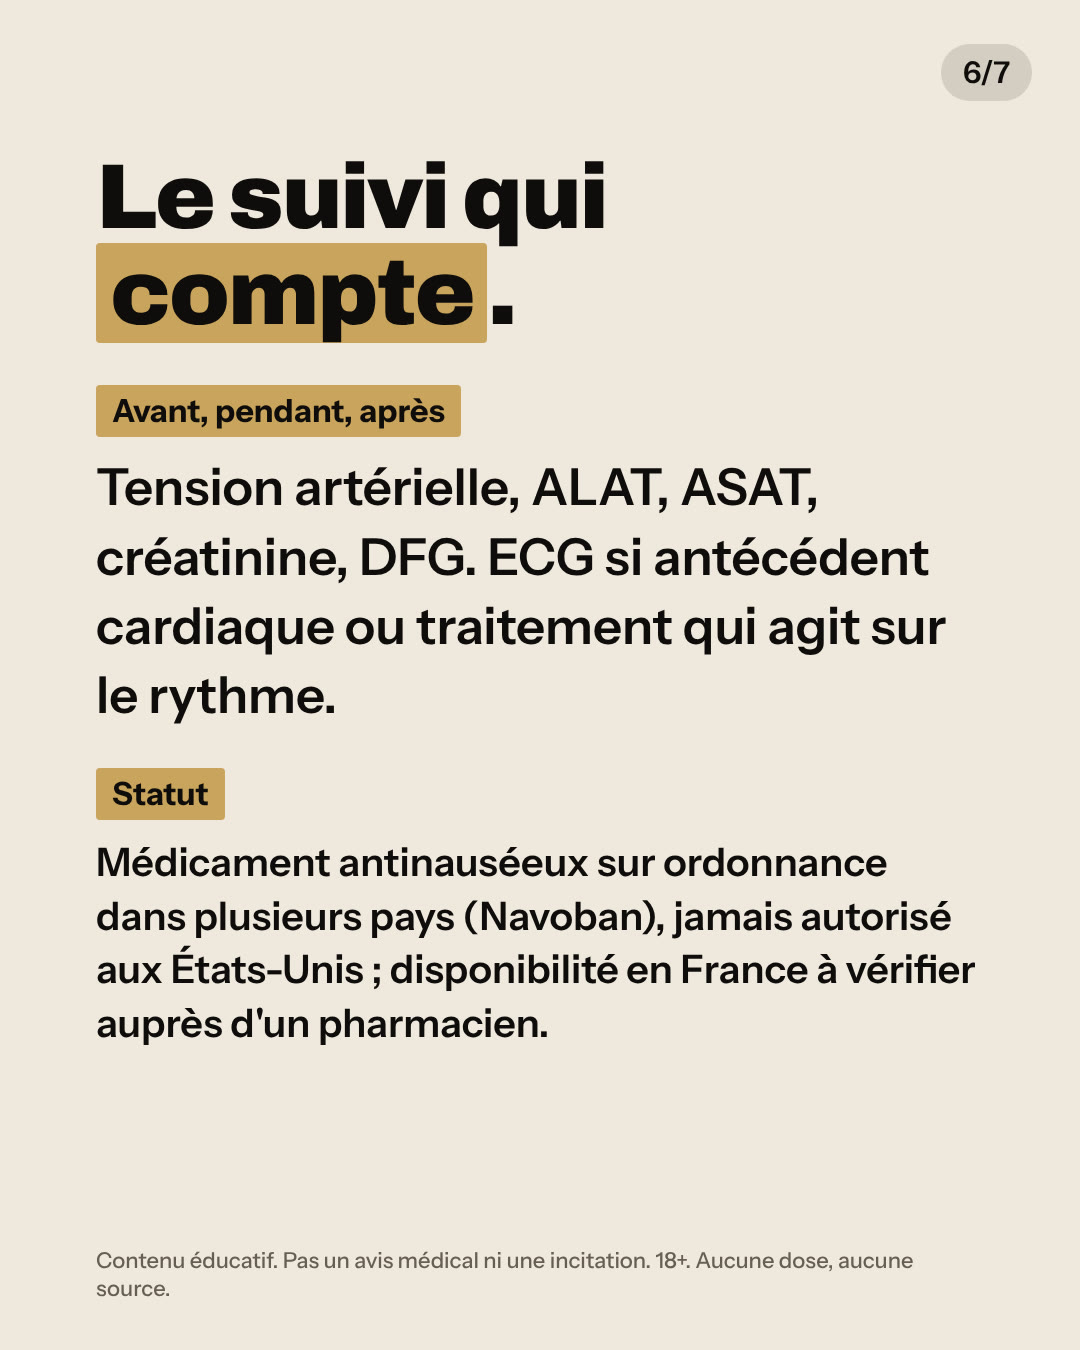 6/7
Le suivi qui
compte.
Avant, pendant, après
Tension artérielle, ALAT, ASAT,
créatinine, DFG. ECG si antécédent
cardiaque ou traitement qui agit sur
le rythme.
Statut
Médicament antinauséeux sur ordonnance
dans plusieurs pays (Navoban), jamais autorisé
aux États-Unis ; disponibilité en France à vérifier
auprès d'un pharmacien.
Contenu éducatif. Pas un avis médical ni une incitation. 18+. Aucune dose, aucune
source.